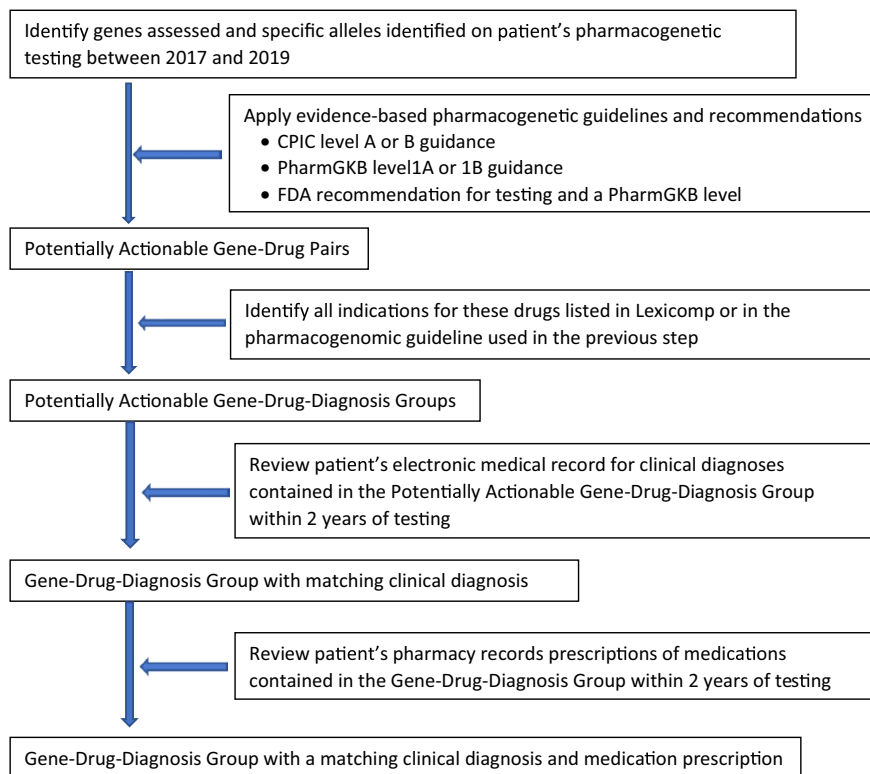 Identify genes assessed and specific alleles identified on patient's pharmacogenetic
testing between 2017 and 2019
Apply evidence-based pharmacogenetic guidelines and recommendations
• CPIC level A or B guidance
• PharmGKB level1A or 1B guidance
• FDA recommendation for testing and a PharmGKB level
Potentially Actionable Gene-Drug Pairs
Identify all indications for these drugs listed in Lexicomp or in the
pharmacogenomic guideline used in the previous step
Potentially Actionable Gene-Drug-Diagnosis Groups
Review patient's electronic medical record for clinical diagnoses
contained in the Potentially Actionable Gene-Drug-Diagnosis Group
within 2 years of testing
Gene-Drug-Diagnosis Group with matching clinical diagnosis
Review patient's pharmacy records prescriptions of medications
contained in the Gene-Drug-Diagnosis Group within 2 years of testing
Gene-Drug-Diagnosis Group with a matching clinical diagnosis and medication prescription